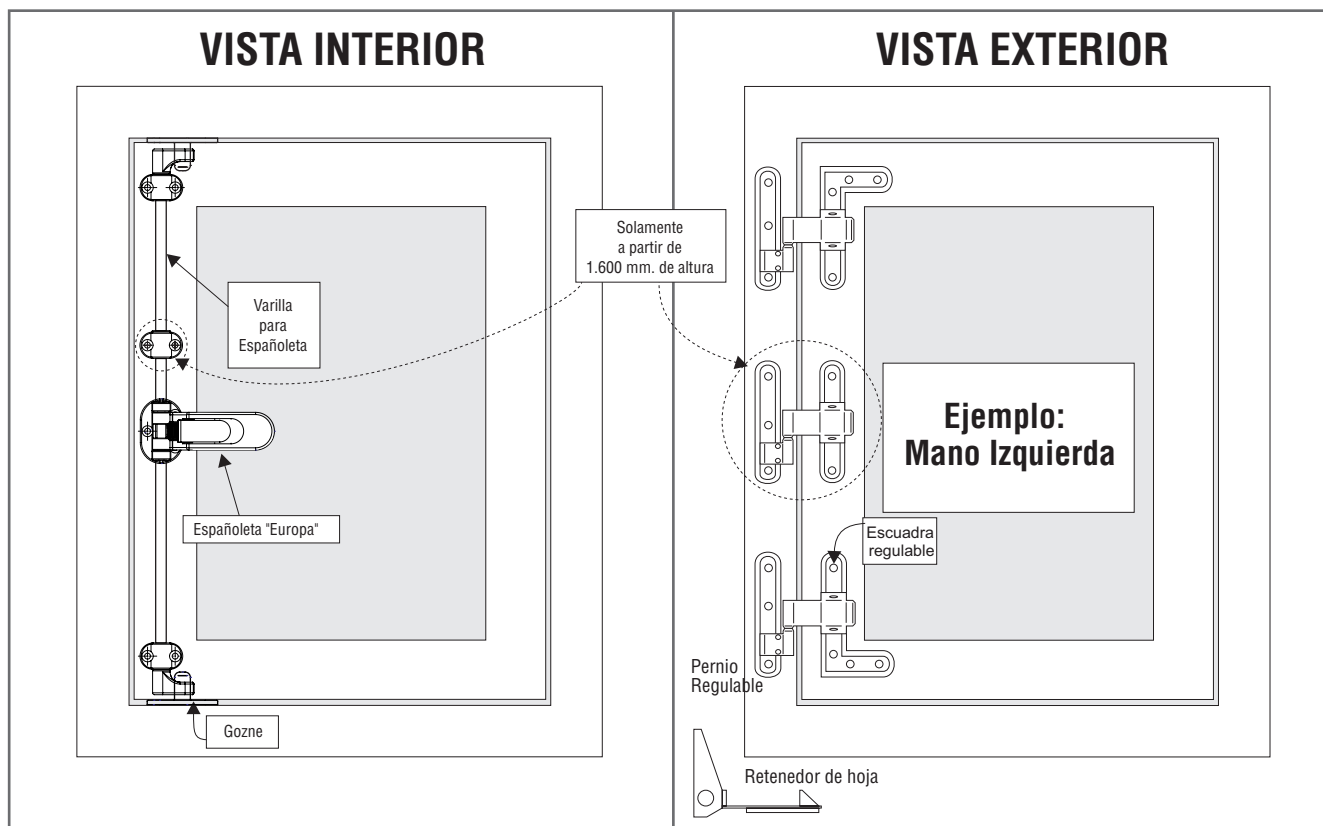 VISTA INTERIOR
Varilla
para
Españoleta
Españoleta "Europa"
Gozne
Solamente
a partir de
1.600 mm. de altura
VISTA EXTERIOR
Ejemplo:
Mano Izquierda
Escuadra
regulable
Pernio
Regulable
Retenedor de hoja